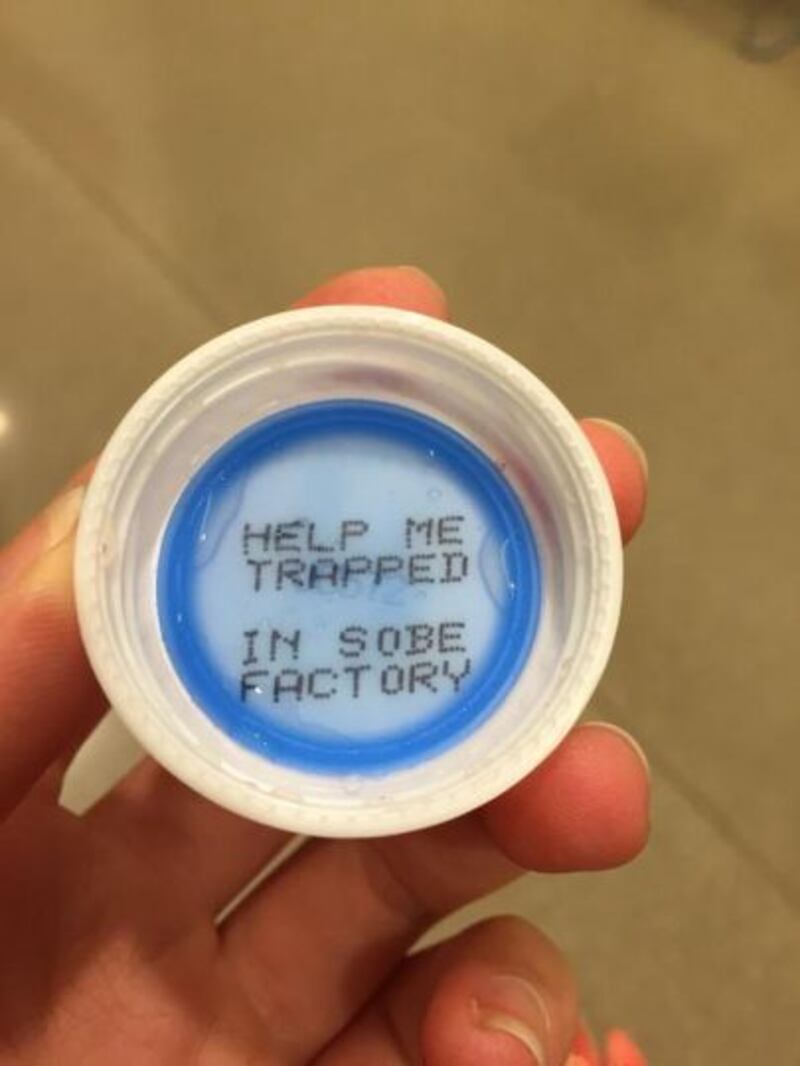 HELP ME
TRAPPED
IN SOBE
FACTORY